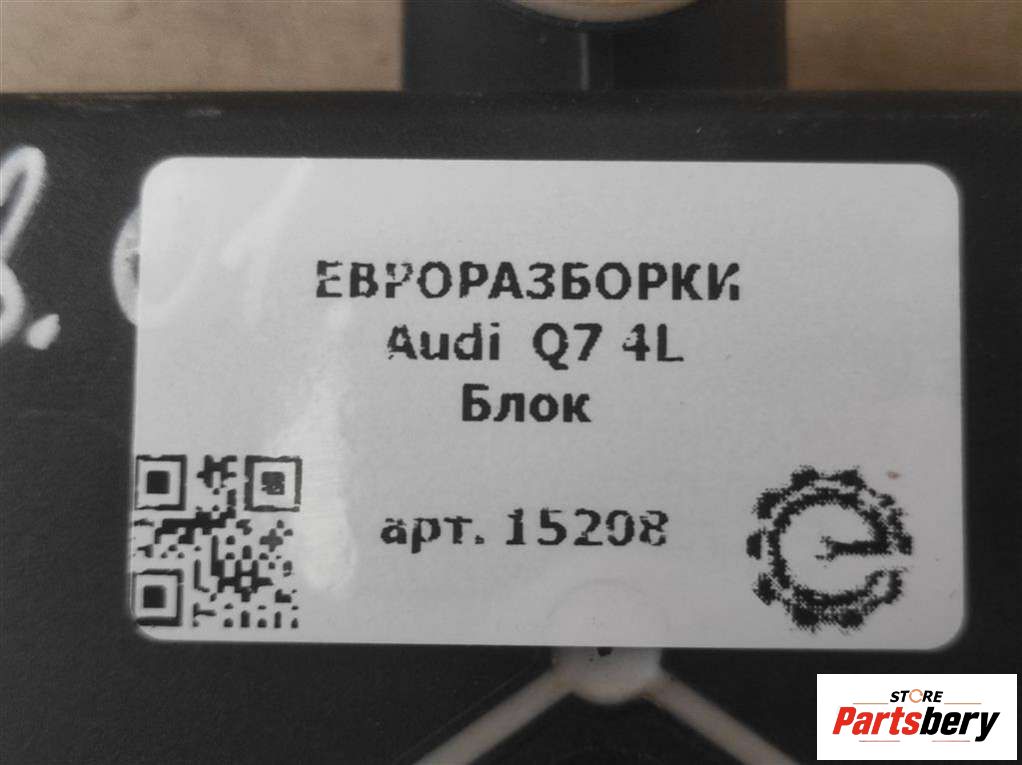 ЕВРОРАЗБОРКИ
Audi Q7 4L
Блок
арт. 15208
STORE
Partsbery